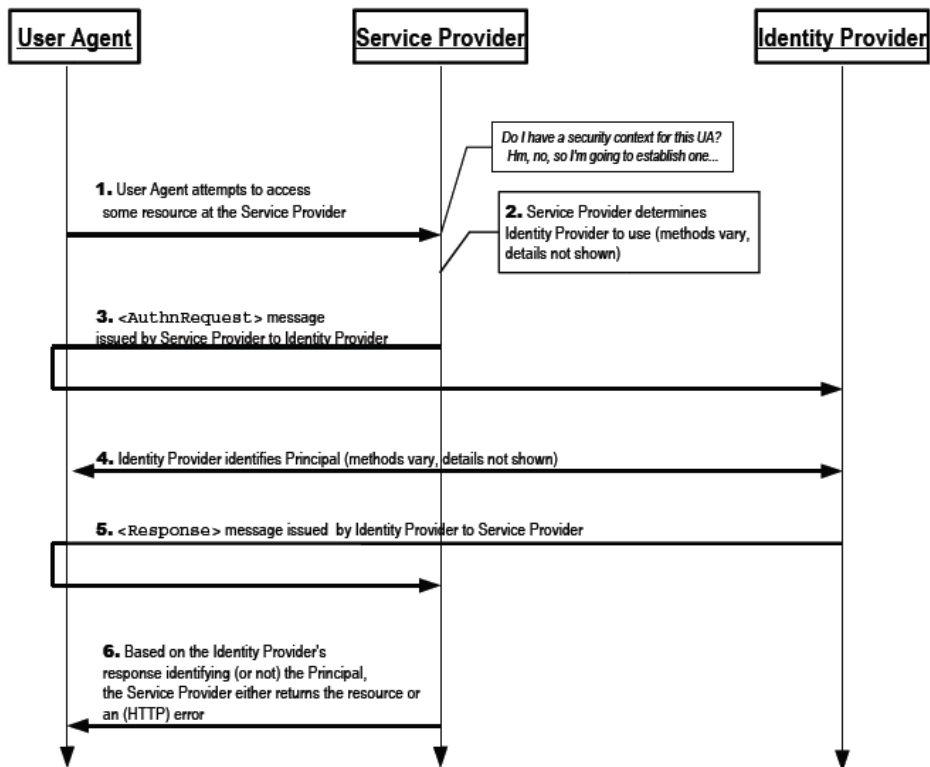 User Agent
Service Provider
Identity Provider
Do I have a security context for this UA?
Hm, no, so I'm going to establish one...
1. User Agent attempts to access
some resource at the Service Provider
2. Service Provider determines
Identity Provider to use (methods vary,
details not shown)
3. <AuthnRequest> message
issued by Service Provider to Identity Provider
4. Identity Provider identifies Principal (methods vary, details not shown)
5. <Response> message issued by Identity Provider to Service Provider
6. Based on the Identity Provider's
response identifying (or not) the Principal,
the Service Provider either returns the resource or
an (HTTP) error